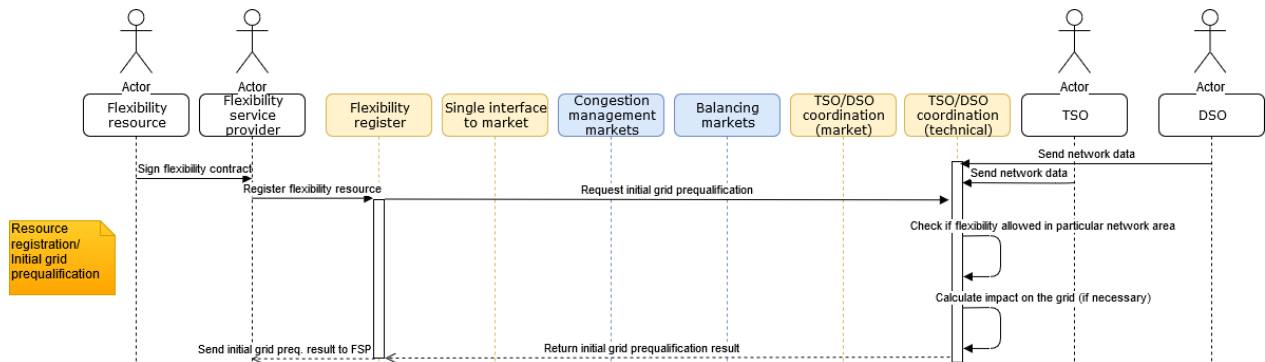 Actor
Actor
Actor
Actor
Flexibility
resource
Flexibility
service
provider
Flexibility
register
Single interface
to market
Congestion
management
markets
Balancing
markets
TSO/DSO
coordination
(market)
TSO/DSO
coordination
(technical)
TSO
DSO
Send network data
Sign flexibility contract
Send network data
Register flexibility resource
Request initial grid prequalification
Resource
registration/
Initial grid
prequalification
Check if flexibility allowed in particular network area
Calculate impact on the grid (if necessary)
Send initial grid preq. result to FSP
Return initial grid prequalification result